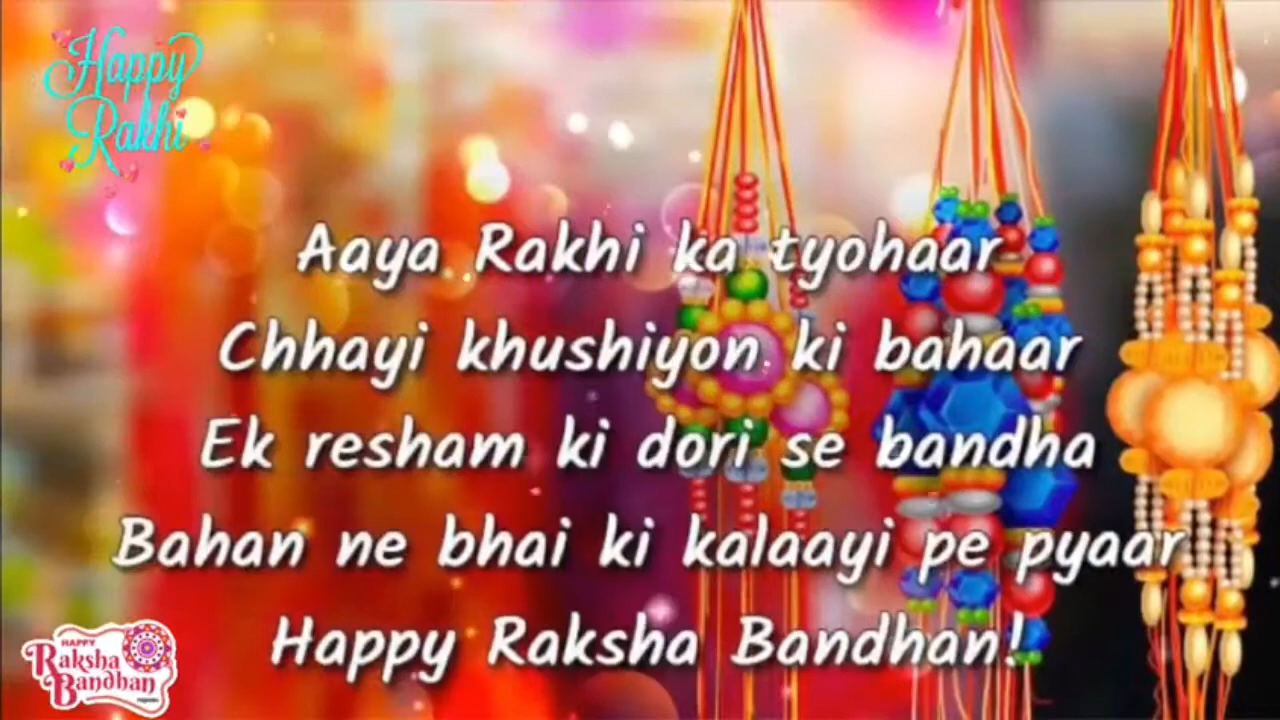 Happy
Rakhi
Aaya Rakhi ka tyohaar
Chhayi khushiyon ki bahaar
Ek resham ki dori se bandha
Bahan ne bhai ki kalaayi pe pyaar
Happy Raksha Bandhan!
HAPPY
Raksha
Bandhan